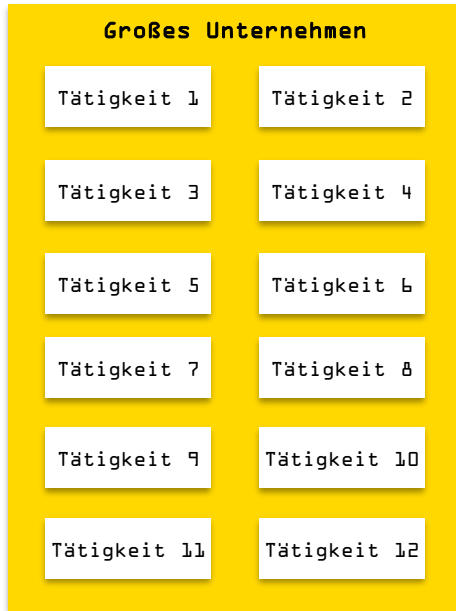 Großes Unternehmen
Tätigkeit 1
Tätigkeit 2
Tätigkeit 3
Tätigkeit 4
Tätigkeit 5
Tätigkeit 6
Tätigkeit 7
Tätigkeit 8
Tätigkeit 9
Tätigkeit 10
Tätigkeit 11
Tätigkeit 12